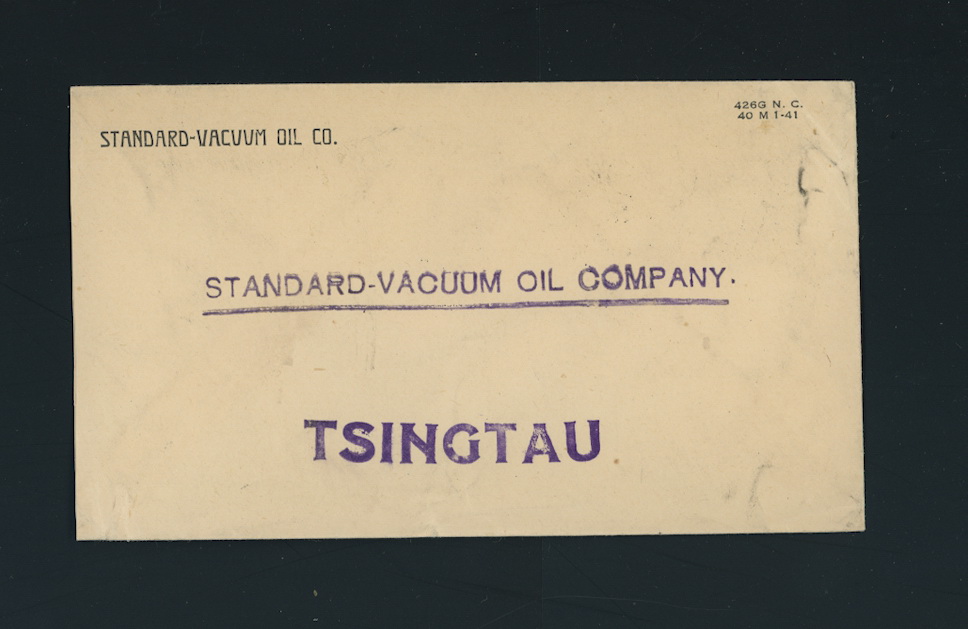 STANDARD-VACUUM OIL CO.
426G N. C.
40 M 1-41
STANDARD-VACUUM OIL COMPANY.
TSINGTAU